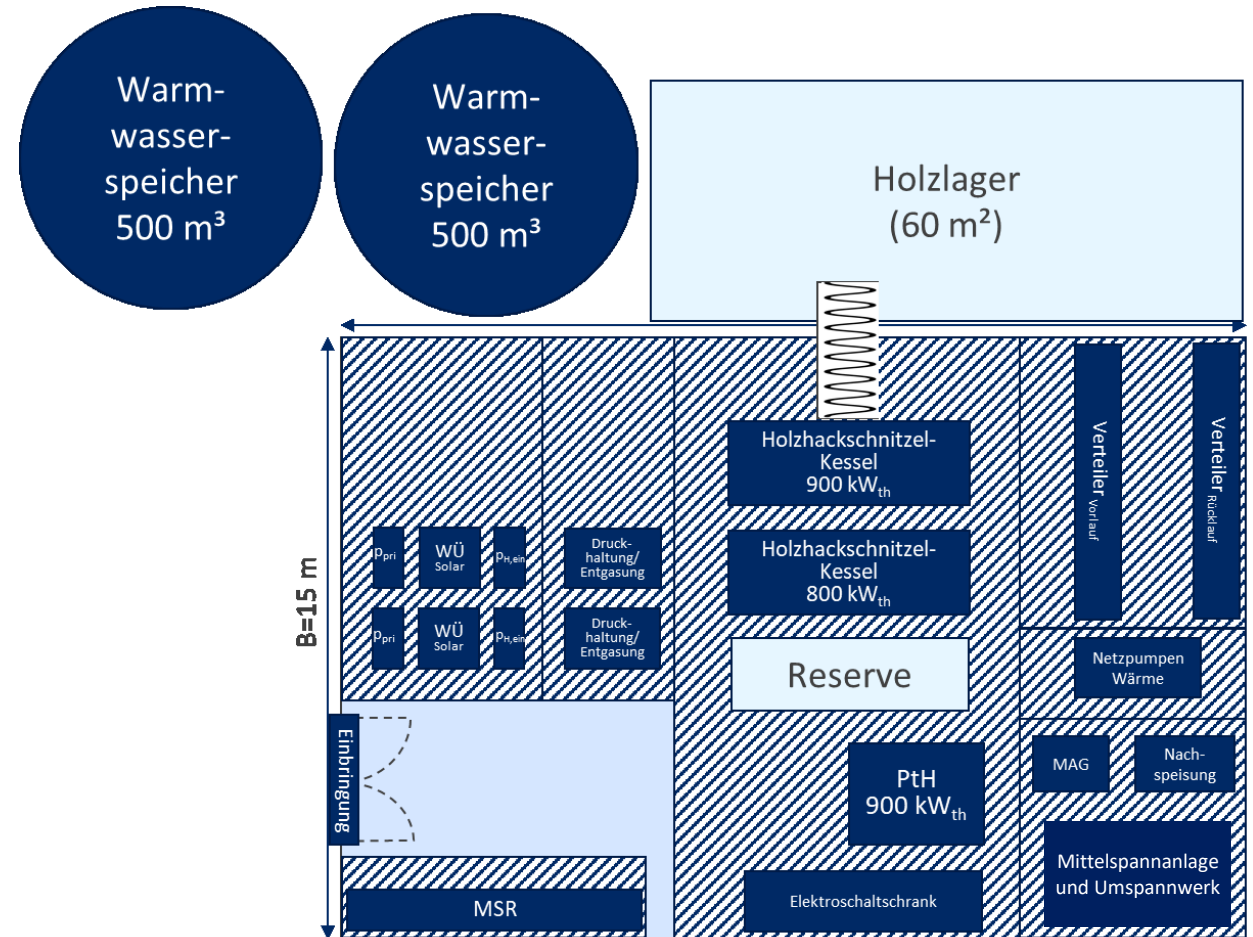 Warm-
wasser-
speicher
500 m³
Warm-
wasser-
speicher
500 m³
Holzlager
(60 m²)
B=15 m
Holzhackschnitzel-
Kessel
900 kWth
Holzhackschnitzel-
Kessel
800 kWth
Reserve
PtH
900 kWth
Elektroschaltschrank
Verteiler Vorlauf
Verteiler Rücklauf
ppri
WÜ
Solar
pH,ein
Druck-
haltung/
Entgasung
ppri
WÜ
Solar
pH,ein
Druck-
haltung/
Entgasung
Netzpumpen
Wärme
MAG
Nach-
speisung
Mittelspannanlage
und Umspannwerk
Einbringung
MSR